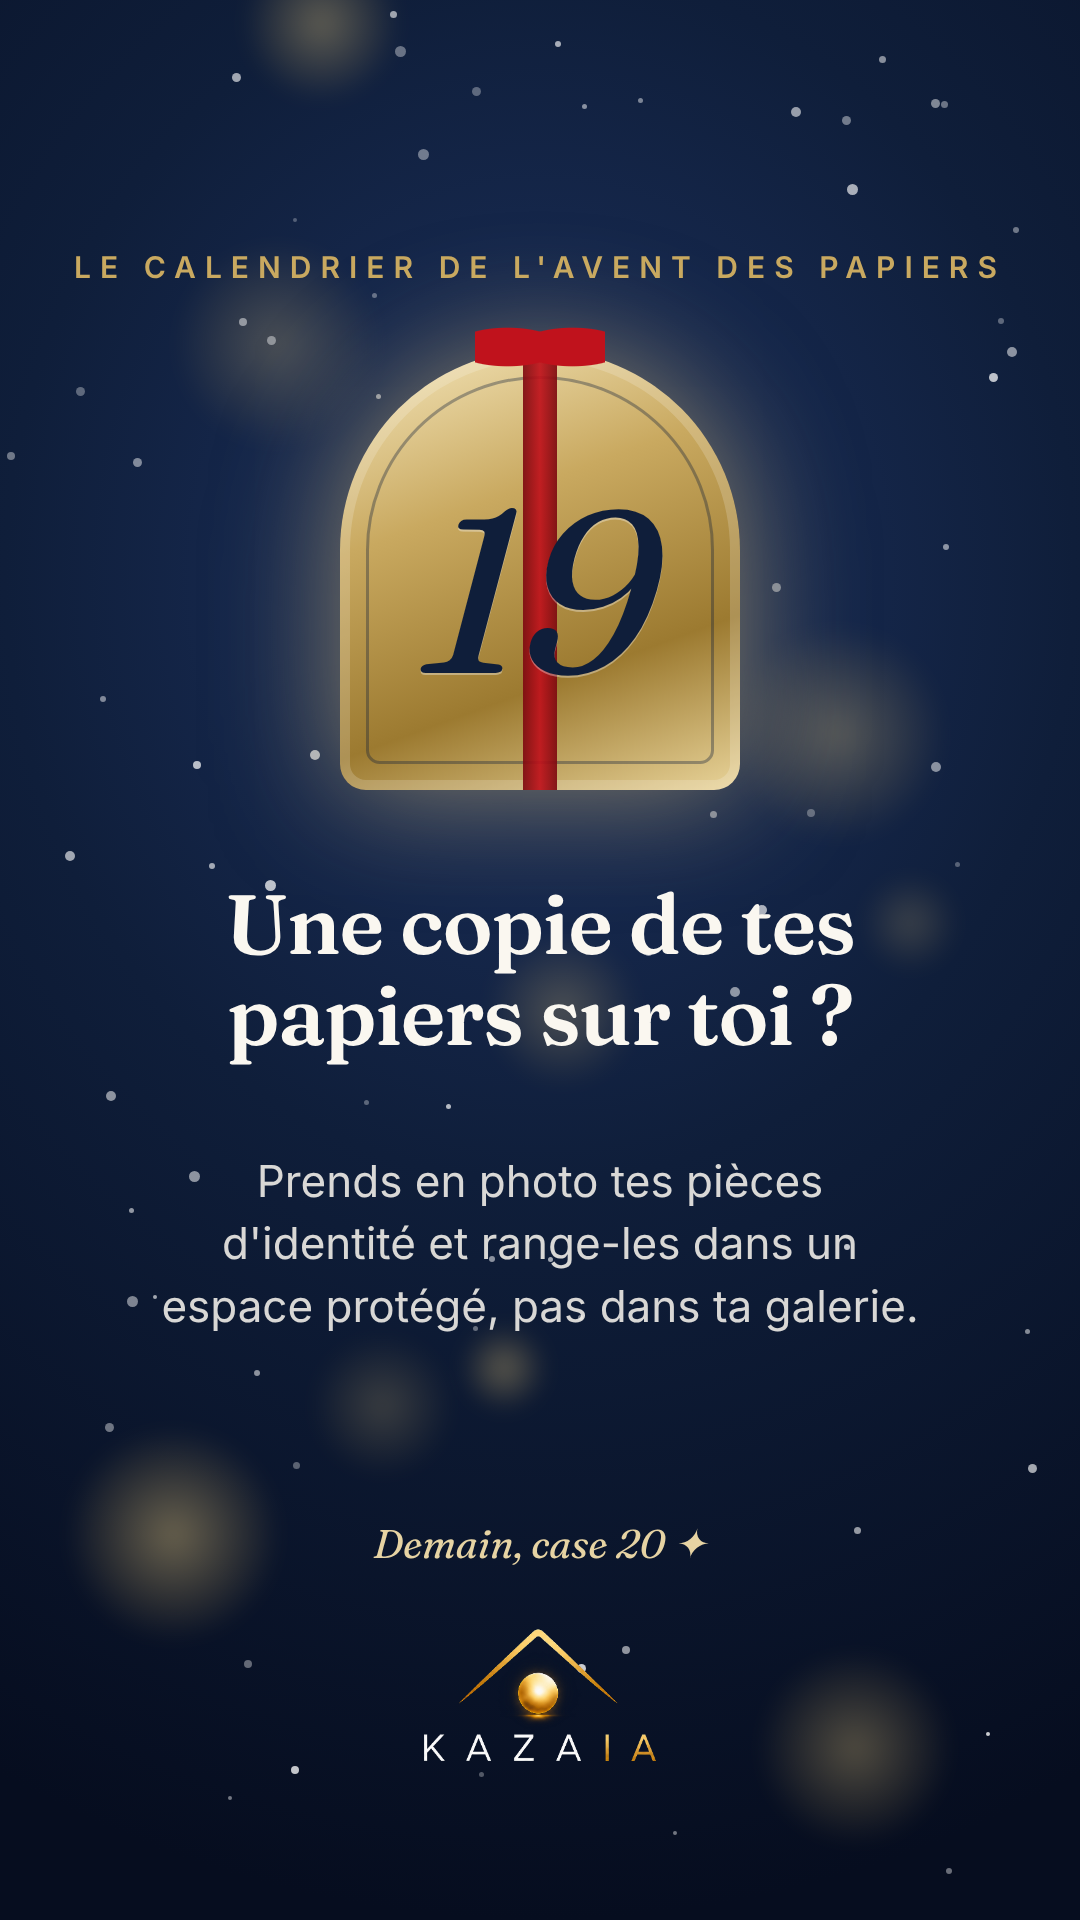 LE CALENDRIER DE L'AVENT DES PAPIERS
19
Une copie de tes
papiers sur toi ?
Prends en photo tes pièces
d'identité et range-les dans un
espace protégé, pas dans ta galerie.
Demain, case 20 ✦
KAZAIA